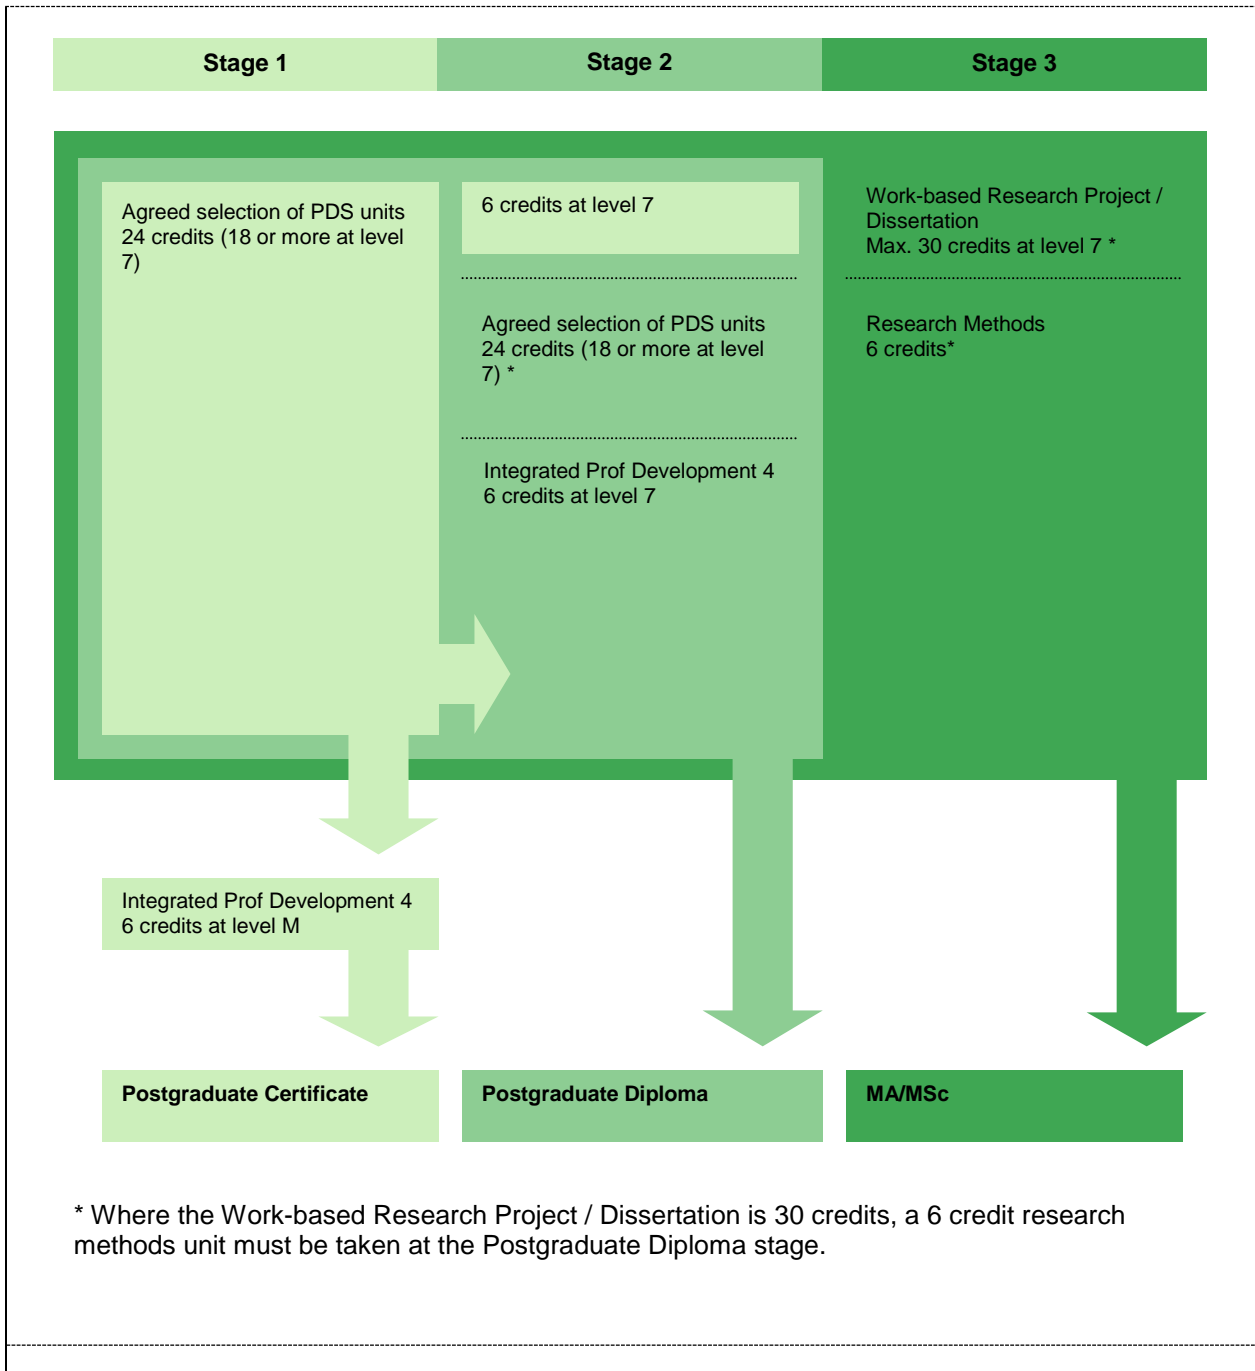 Stage 1
Stage 2
Stage 3
Agreed selection of PDS units
24 credits (18 or more at level
7)
6 credits at level 7
Agreed selection of PDS units
24 credits (18 or more at level
7) *
Integrated Prof Development 4
6 credits at level 7
Work-based Research Project /
Dissertation
Max. 30 credits at level 7 *
Research Methods
6 credits*
Integrated Prof Development 4
6 credits at level M
Postgraduate Certificate
Postgraduate Diploma
MA/MSc
* Where the Work-based Research Project / Dissertation is 30 credits, a 6 credit research
methods unit must be taken at the Postgraduate Diploma stage.